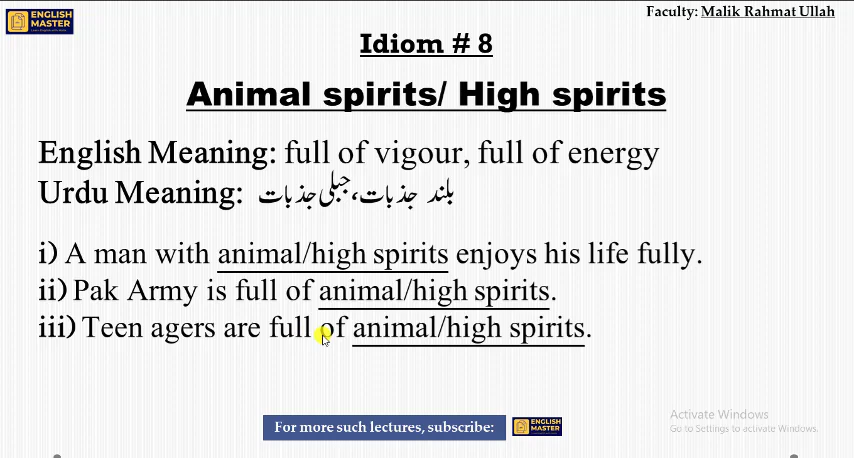 ENGLISH
MASTER
Faculty: Malik Rahmat Ullah
Idiom # 8
Animal spirits/ High spirits
English Meaning: full of vigour, full of energy
Urdu Meaning: بلند جذبات، جبلی جذبات
i) A man with animal/high spirits enjoys his life fully.
ii) Pak Army is full of animal/high spirits.
iii) Teen agers are full of animal/high spirits.
For more such lectures, subscribe:
ENGLISH
MASTER
Activate Windows
Go to Settings to activate Windows.